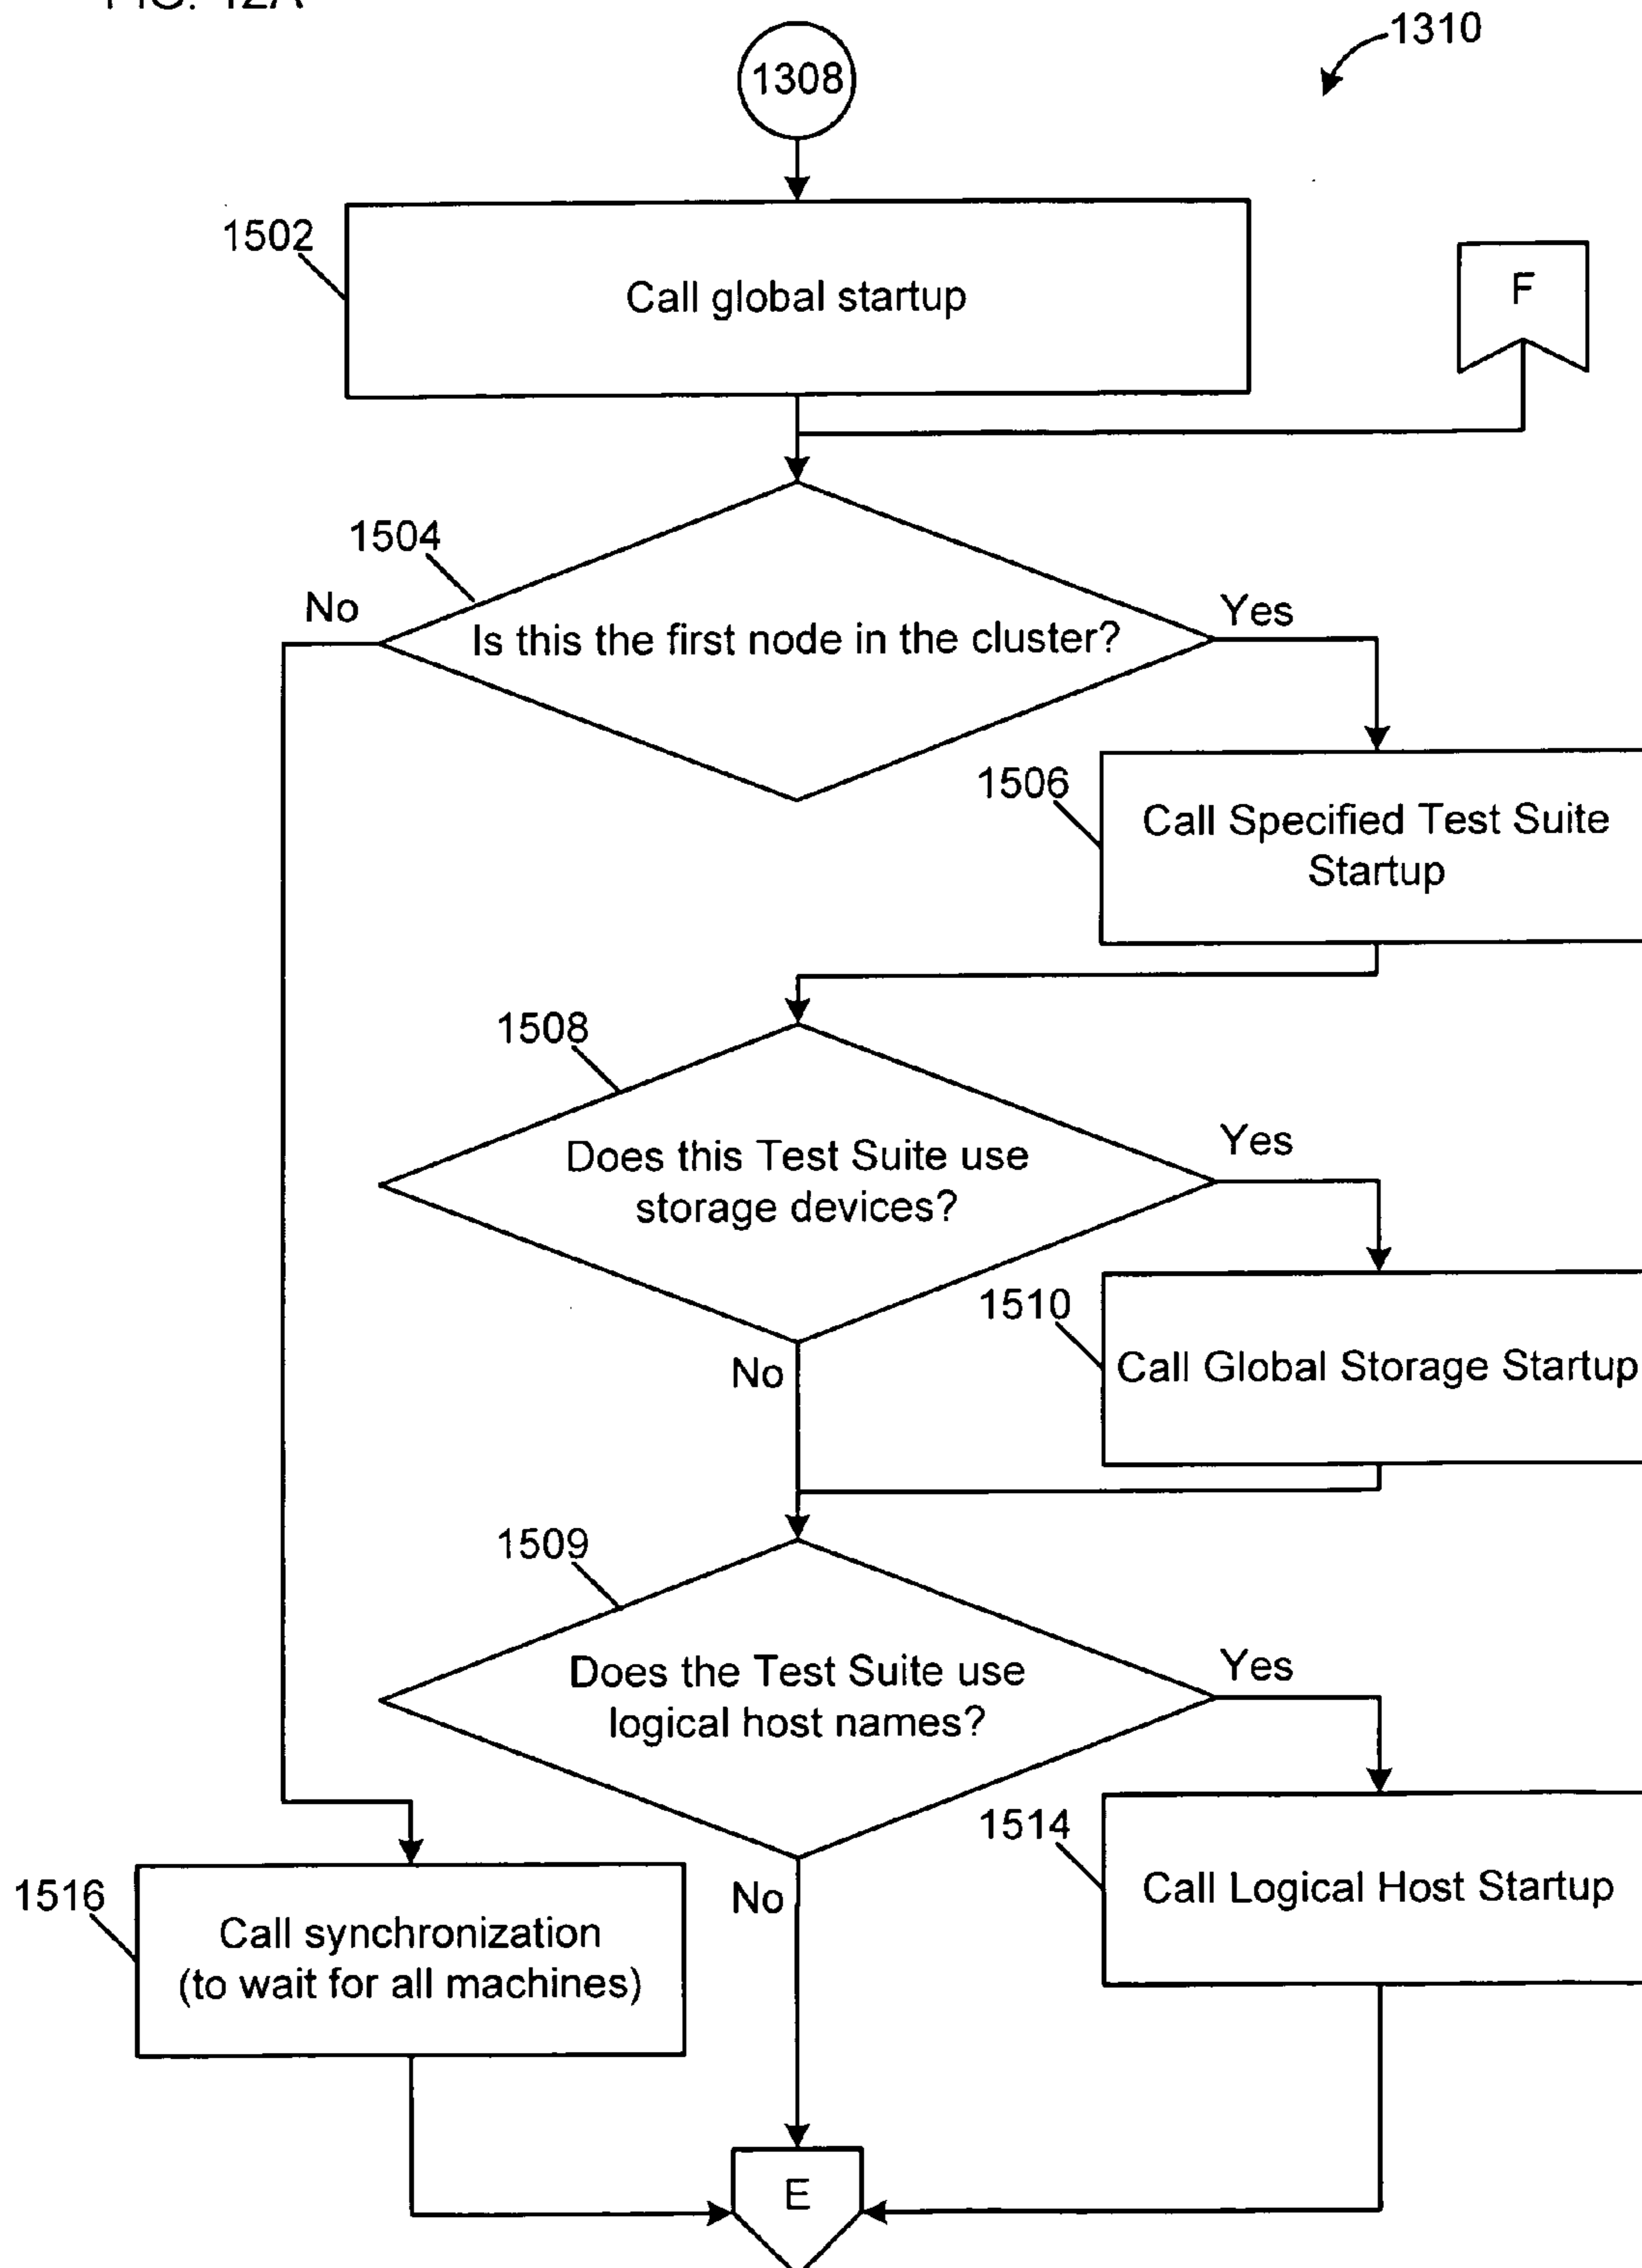 FIG. 12A
1310
1308
1502
Call global startup
F
1504
No
Is this the first node in the cluster?
Yes
1506
Call Specified Test Suite
Startup
1508
Does this Test Suite use
storage devices?
Yes
1510
Call Global Storage Startup
No
1509
Does the Test Suite use
logical host names?
Yes
1514
Call Logical Host Startup
No
1516
Call synchronization
(to wait for all machines)
E